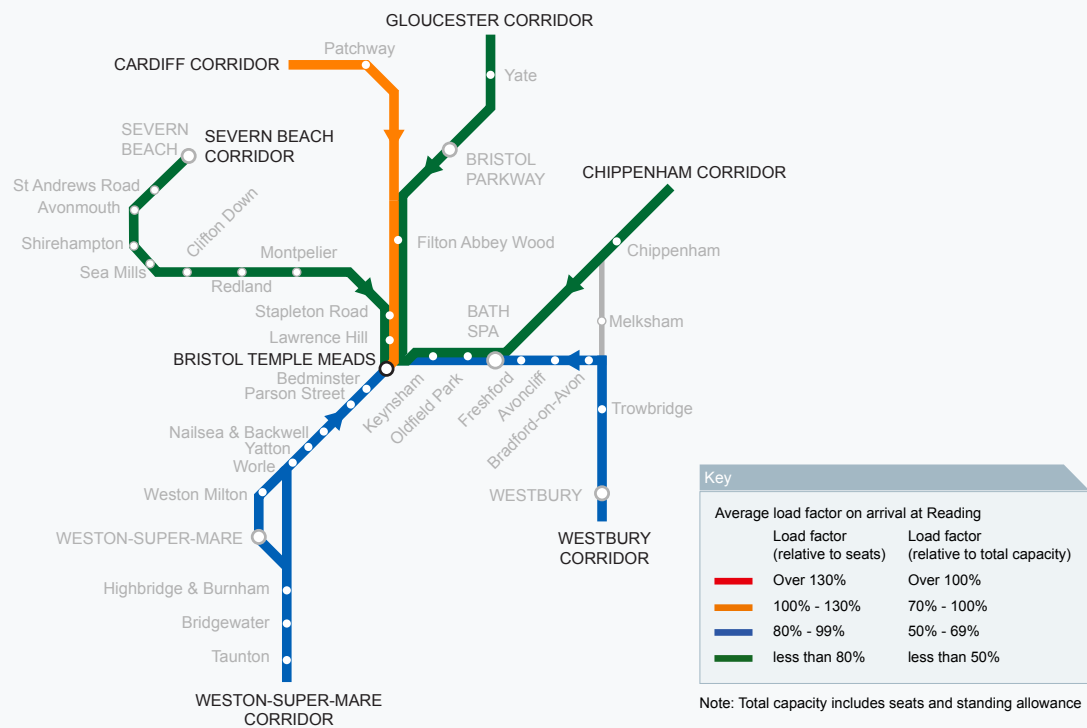 GLOUCESTER CORRIDOR
Patchway
CARDIFF CORRIDOR
Yate
SEVERN
BEACH
SEVERN BEACH
CORRIDOR
BRISTOL
PARKWAY
CHIPPENHAM CORRIDOR
St Andrews Road
Avonmouth
Clifton Down
Shirehampton
Montpelier
Filton Abbey Wood
Chippenham
Sea Mills
Redland
Stapleton Road
BATH
SPA
Melksham
Lawrence Hill
BRISTOL TEMPLE MEADS
Bedminster
Parson Street
Keynsham
Oldfield Park
Freshford
Avoncliff
Bradford-on-Avon
Trowbridge
Nailsea & Backwell
Yatton
Worle
Weston Milton
WESTBURY
WESTON-SUPER-MARE
WESTBURY
CORRIDOR
Highbridge & Burnham
Bridgewater
Taunton
WESTON-SUPER-MARE
CORRIDOR
Key
Average load factor on arrival at Reading
Load factor
(relative to seats)
Load factor
(relative to total capacity)
Over 130%
Over 100%
100% - 130%
70% - 100%
80% - 99%
50% - 69%
less than 80%
less than 50%
Note: Total capacity includes seats and standing allowance